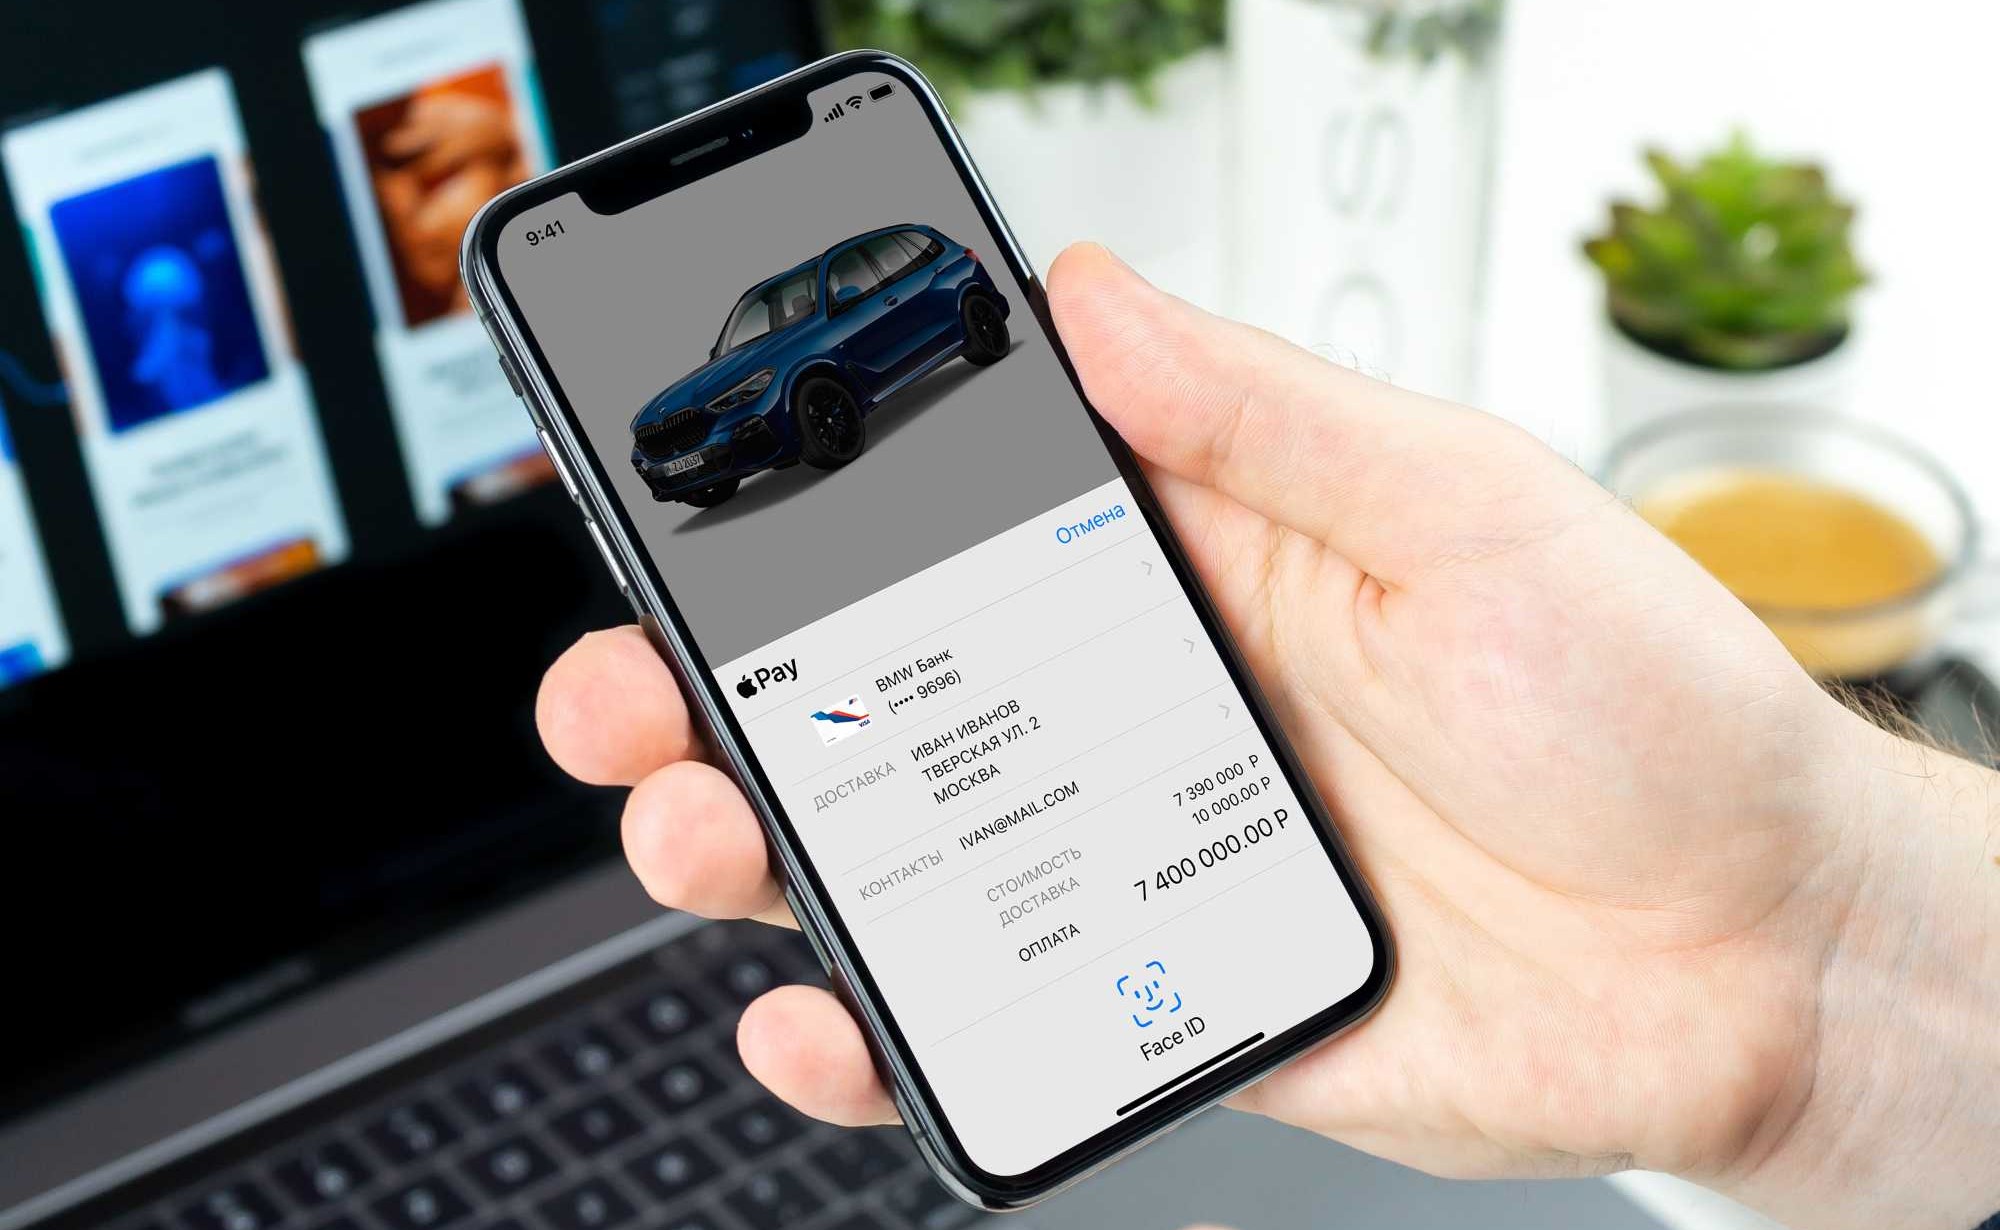 9:41
Отмена
Pay
BMW Банк
(•••• 9696)
VISA
ДОСТАВКА
ИВАН ИВАНОВ
ТВЕРСКАЯ УЛ. 2
МОСКВА
КОНТАКТЫ
IVAN@MAIL.COM
СТОИМОСТЬ 7 390 000 Р
ДОСТАВКА 10 000.00 Р
ОПЛАТА 7 400 000.00 Р
Face ID